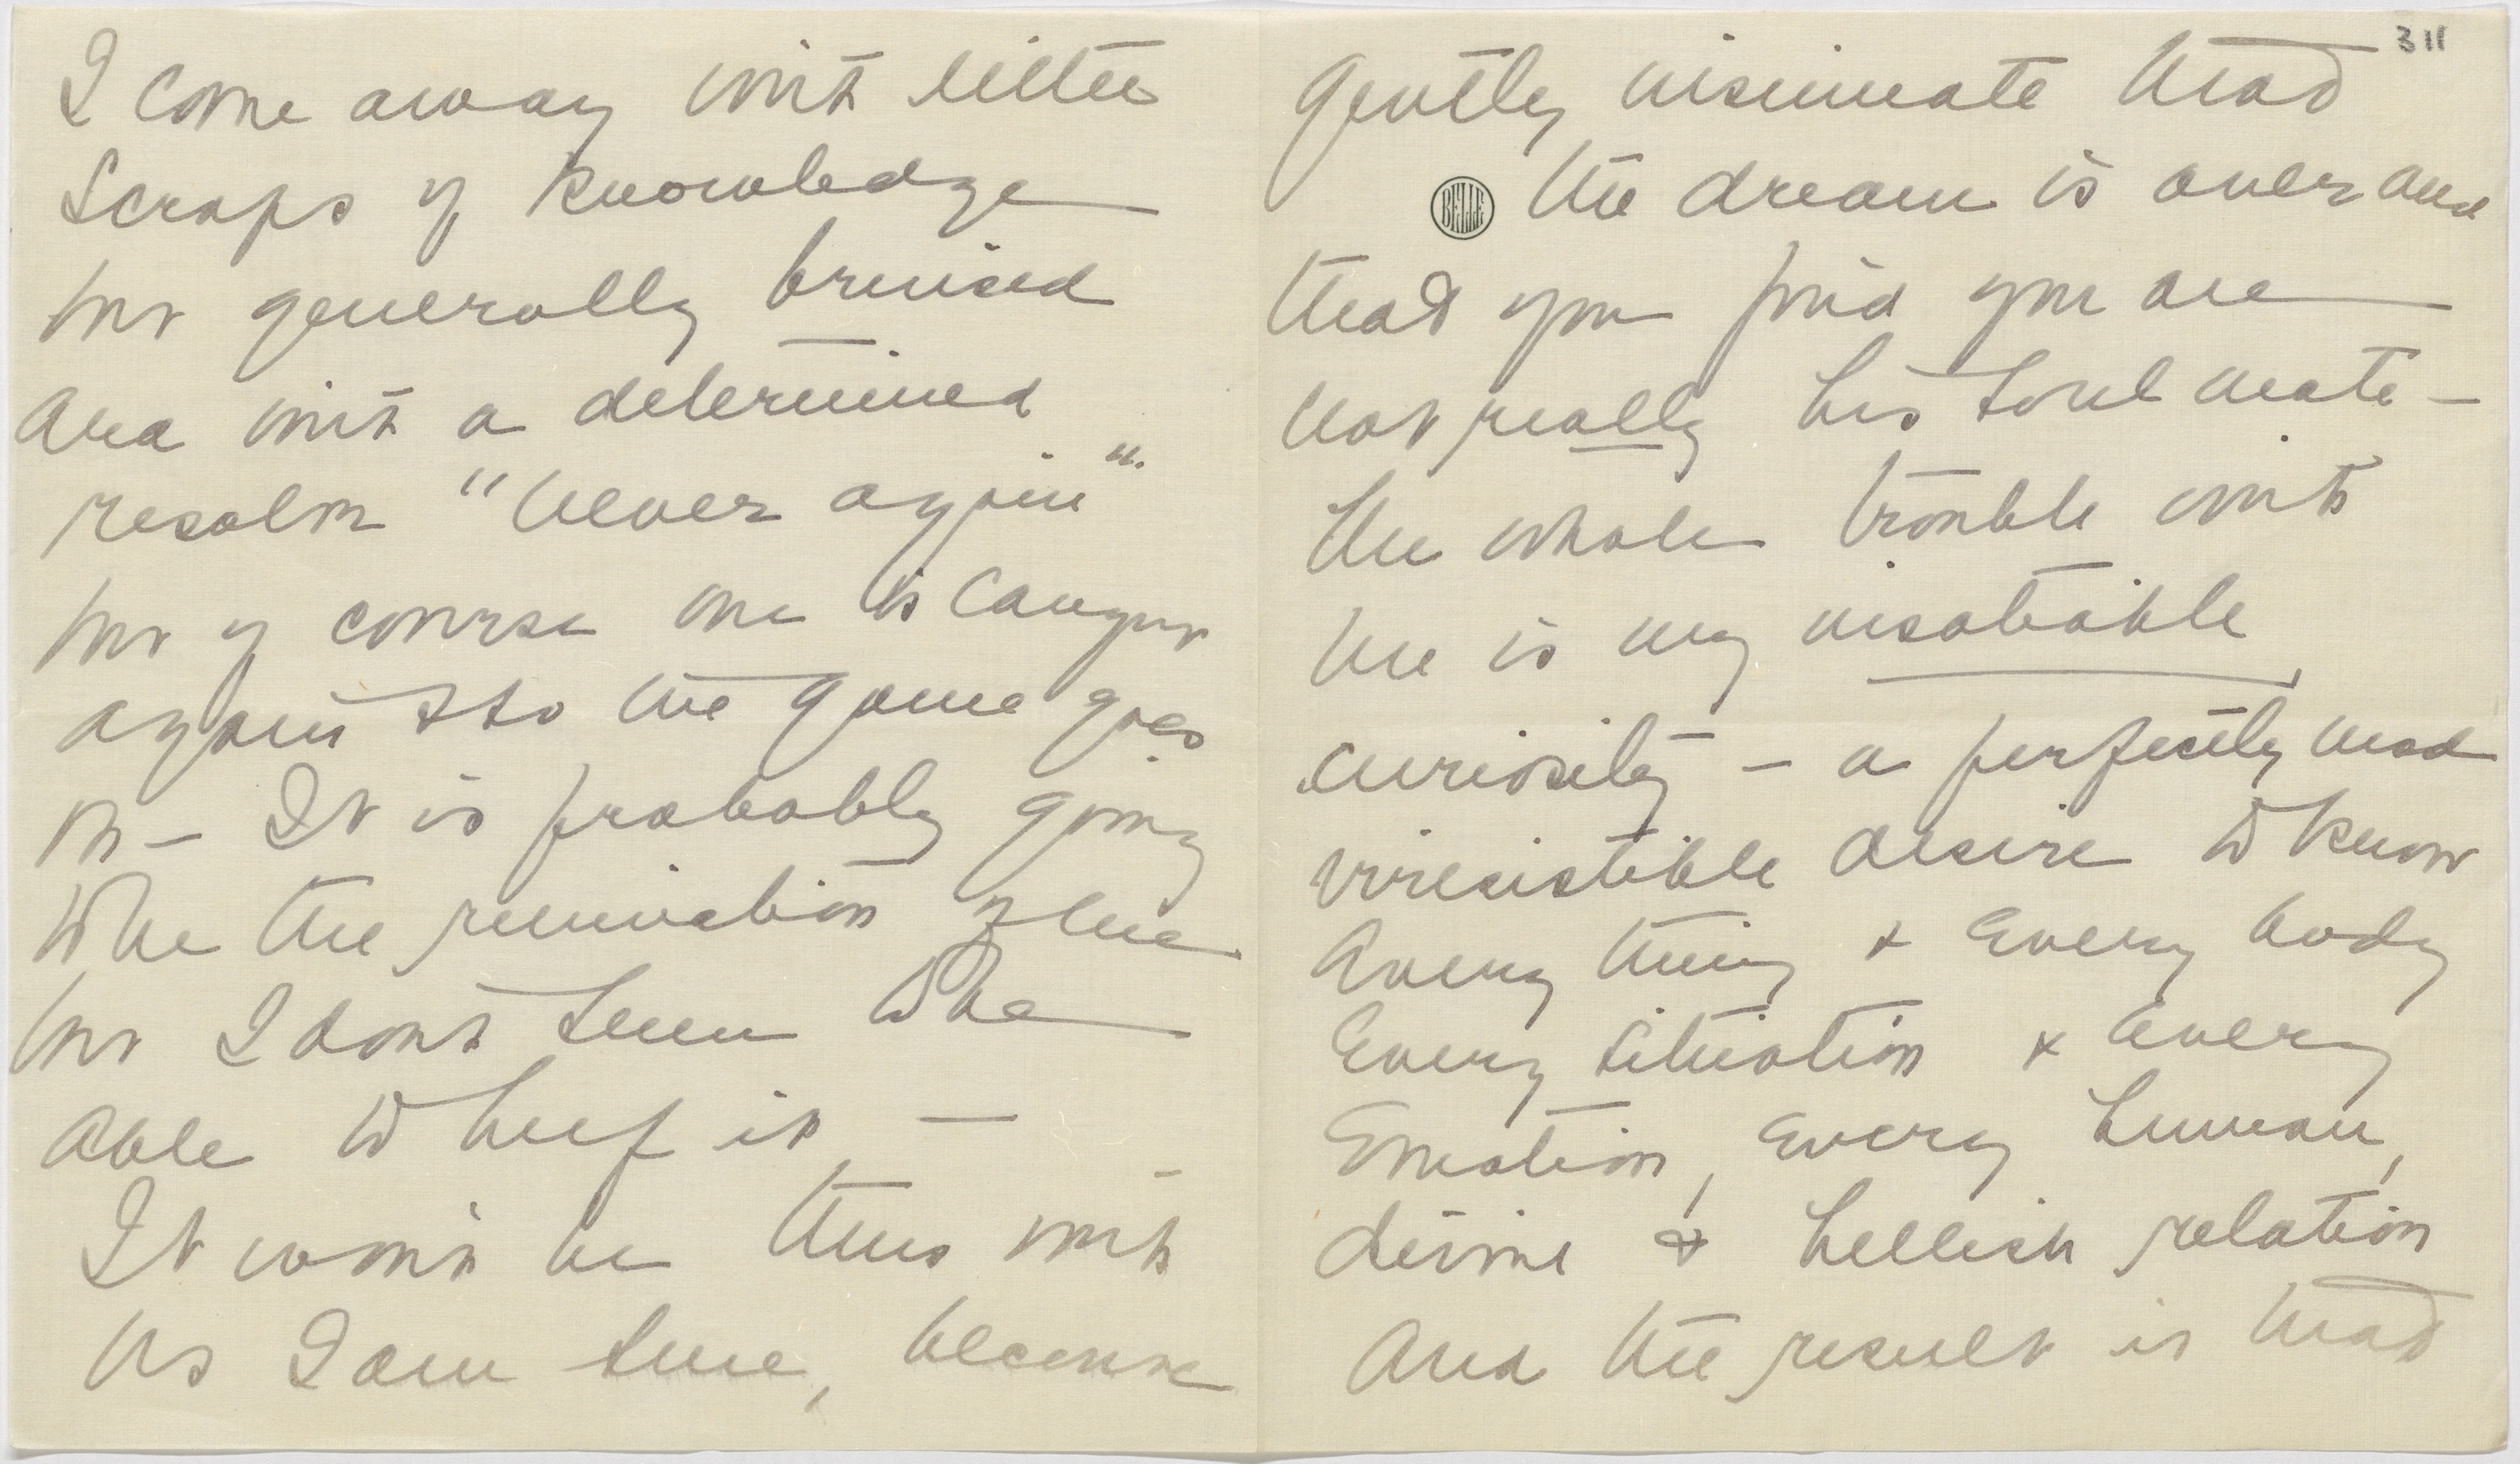 I come away with little
scraps of knowledge
but generally bruised
and with a determined
resolve "Never again".
but of course one is caught
again & so the game goes
on – It is probably going
to be the ruination of me
but I don't seem to be
able to help it –
It won't be thus with
us I am sure, because
311
gently insinuate that
BELLE
the dream is over and
that you find you are
not really his soul mate –
The whole trouble with
me is my insatiable
curiosity – a perfectly mad
irresistible desire to know
every thing & every body
every situation & every
emotion, every human,
divine & hellish relation
and the result is that